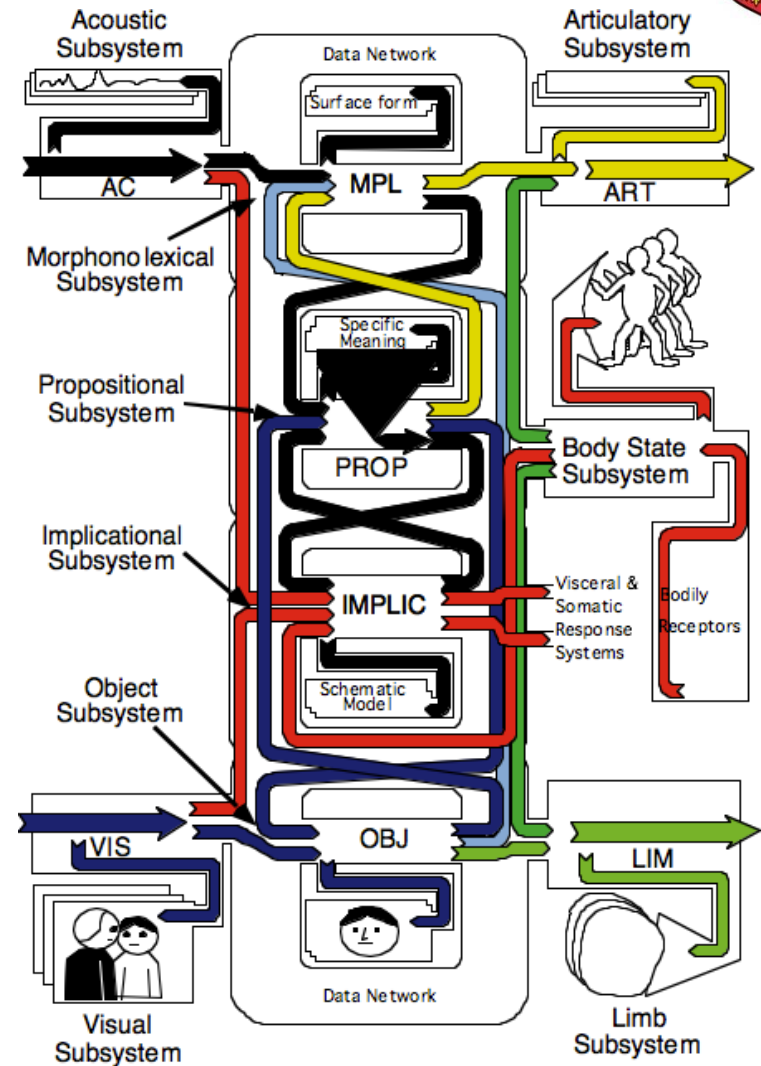 Acoustic
Subsystem
Data Network
Articulatory
Subsystem
Surface form
AC
MPL
ART
Morphonolexical
Subsystem
Specific
Meaning
Propositional
Subsystem
PROP
Body State
Subsystem
Implicational
Subsystem
IMPLIC
Visceral &
Somatic
Response
Systems
Bodily
Receptors
Object
Subsystem
Schematic
Model
VIS
OBJ
LIM
Data Network
Visual
Subsystem
Limb
Subsystem